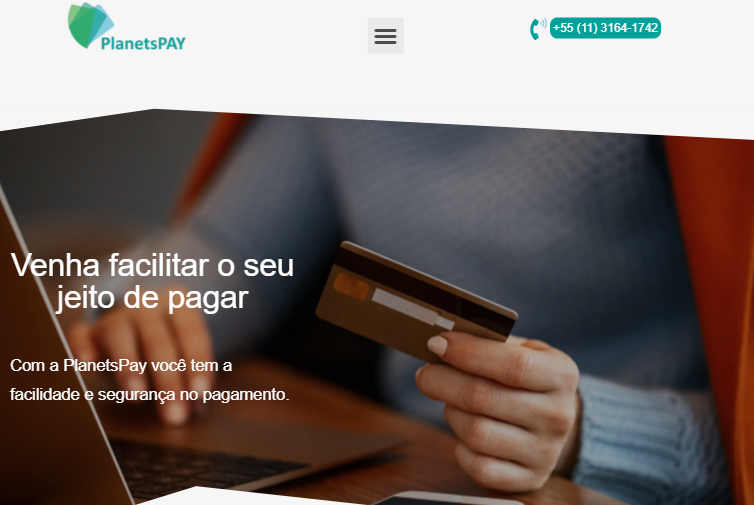 PlanetsPAY
+55 (11) 3164-1742
Venha facilitar o seu
jeito de pagar
Com a PlanetsPay você tem a
facilidade e segurança no pagamento.